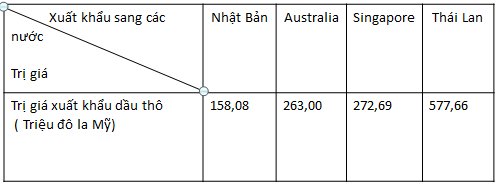 Xuất khẩu sang các nước
Nhật Bản
Australia
Singapore
Thái Lan
Trị giá
Trị giá xuất khẩu dầu thô
( Triệu đô la Mỹ)
158,08
263,00
272,69
577,66